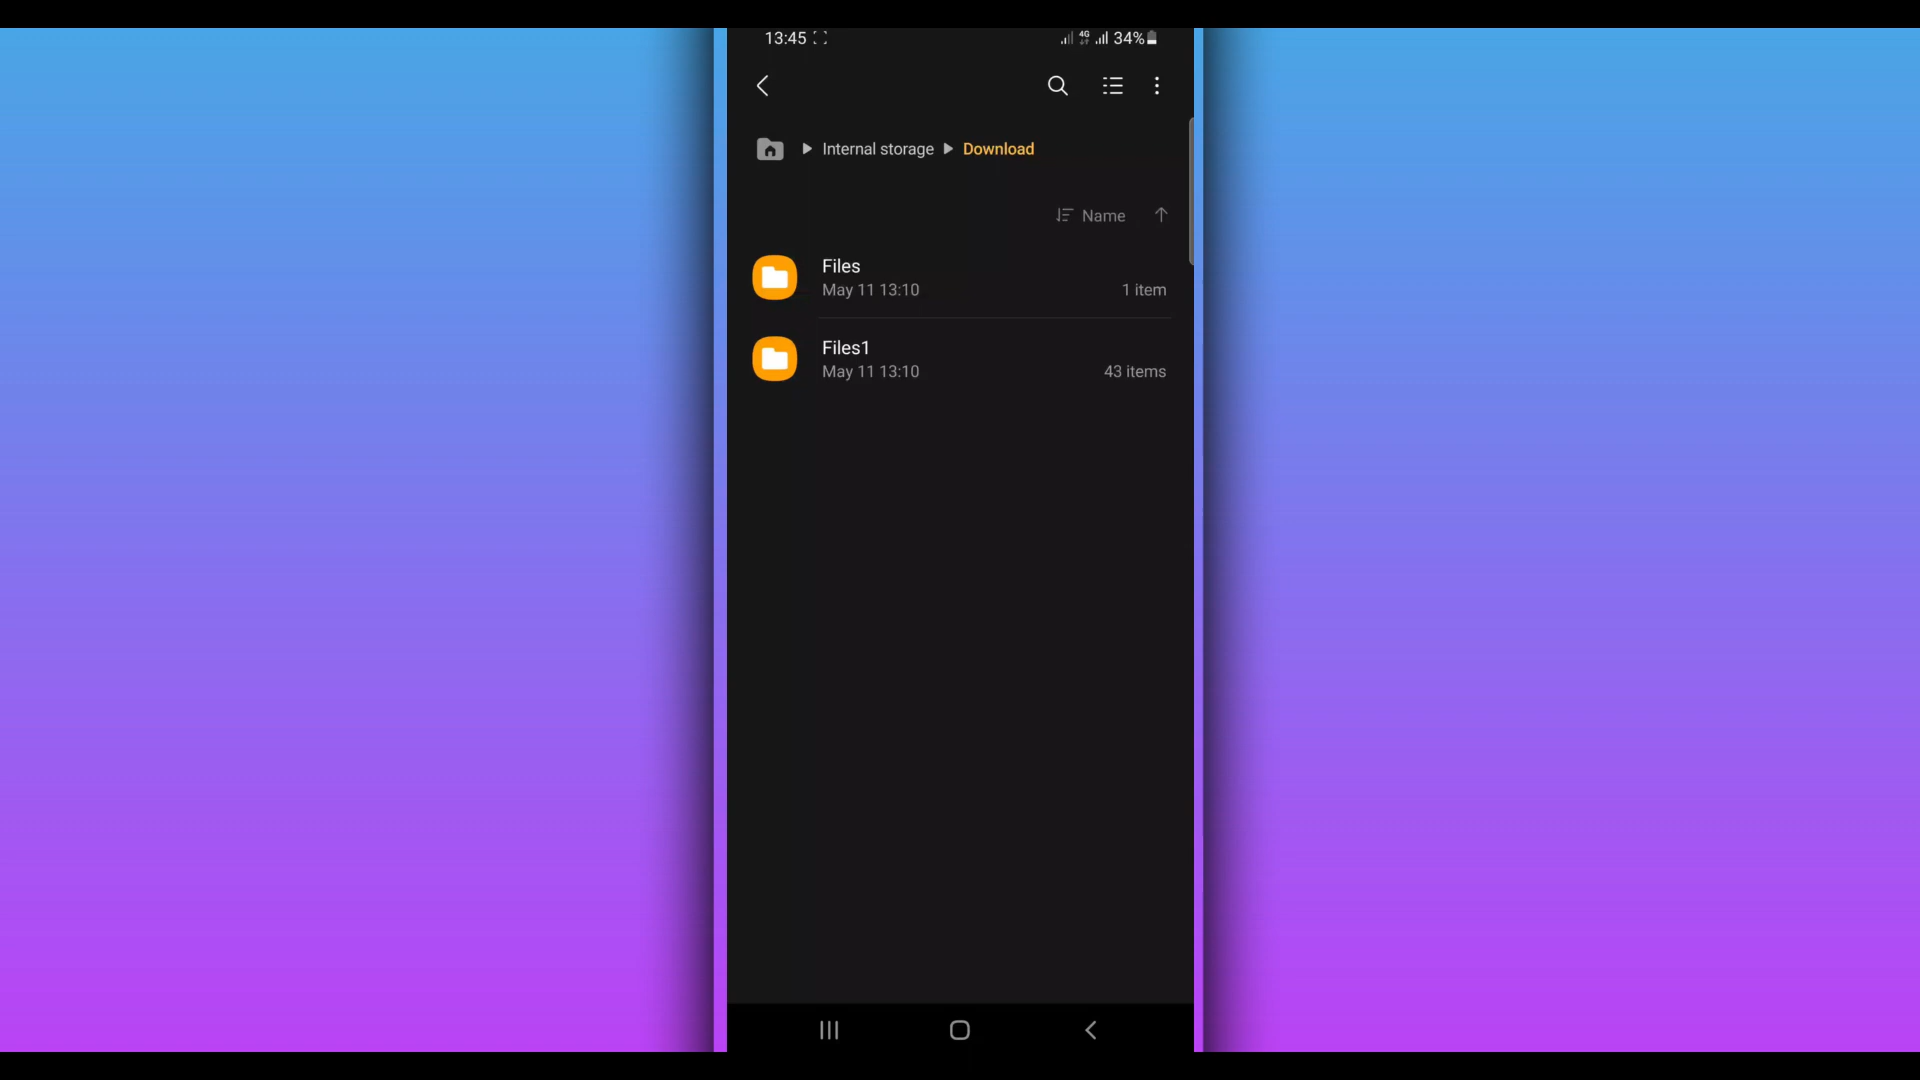 13:45 4G 34%
Internal storage Download
Name
Files
May 11 13:10 1 item
Files1
May 11 13:10 43 items